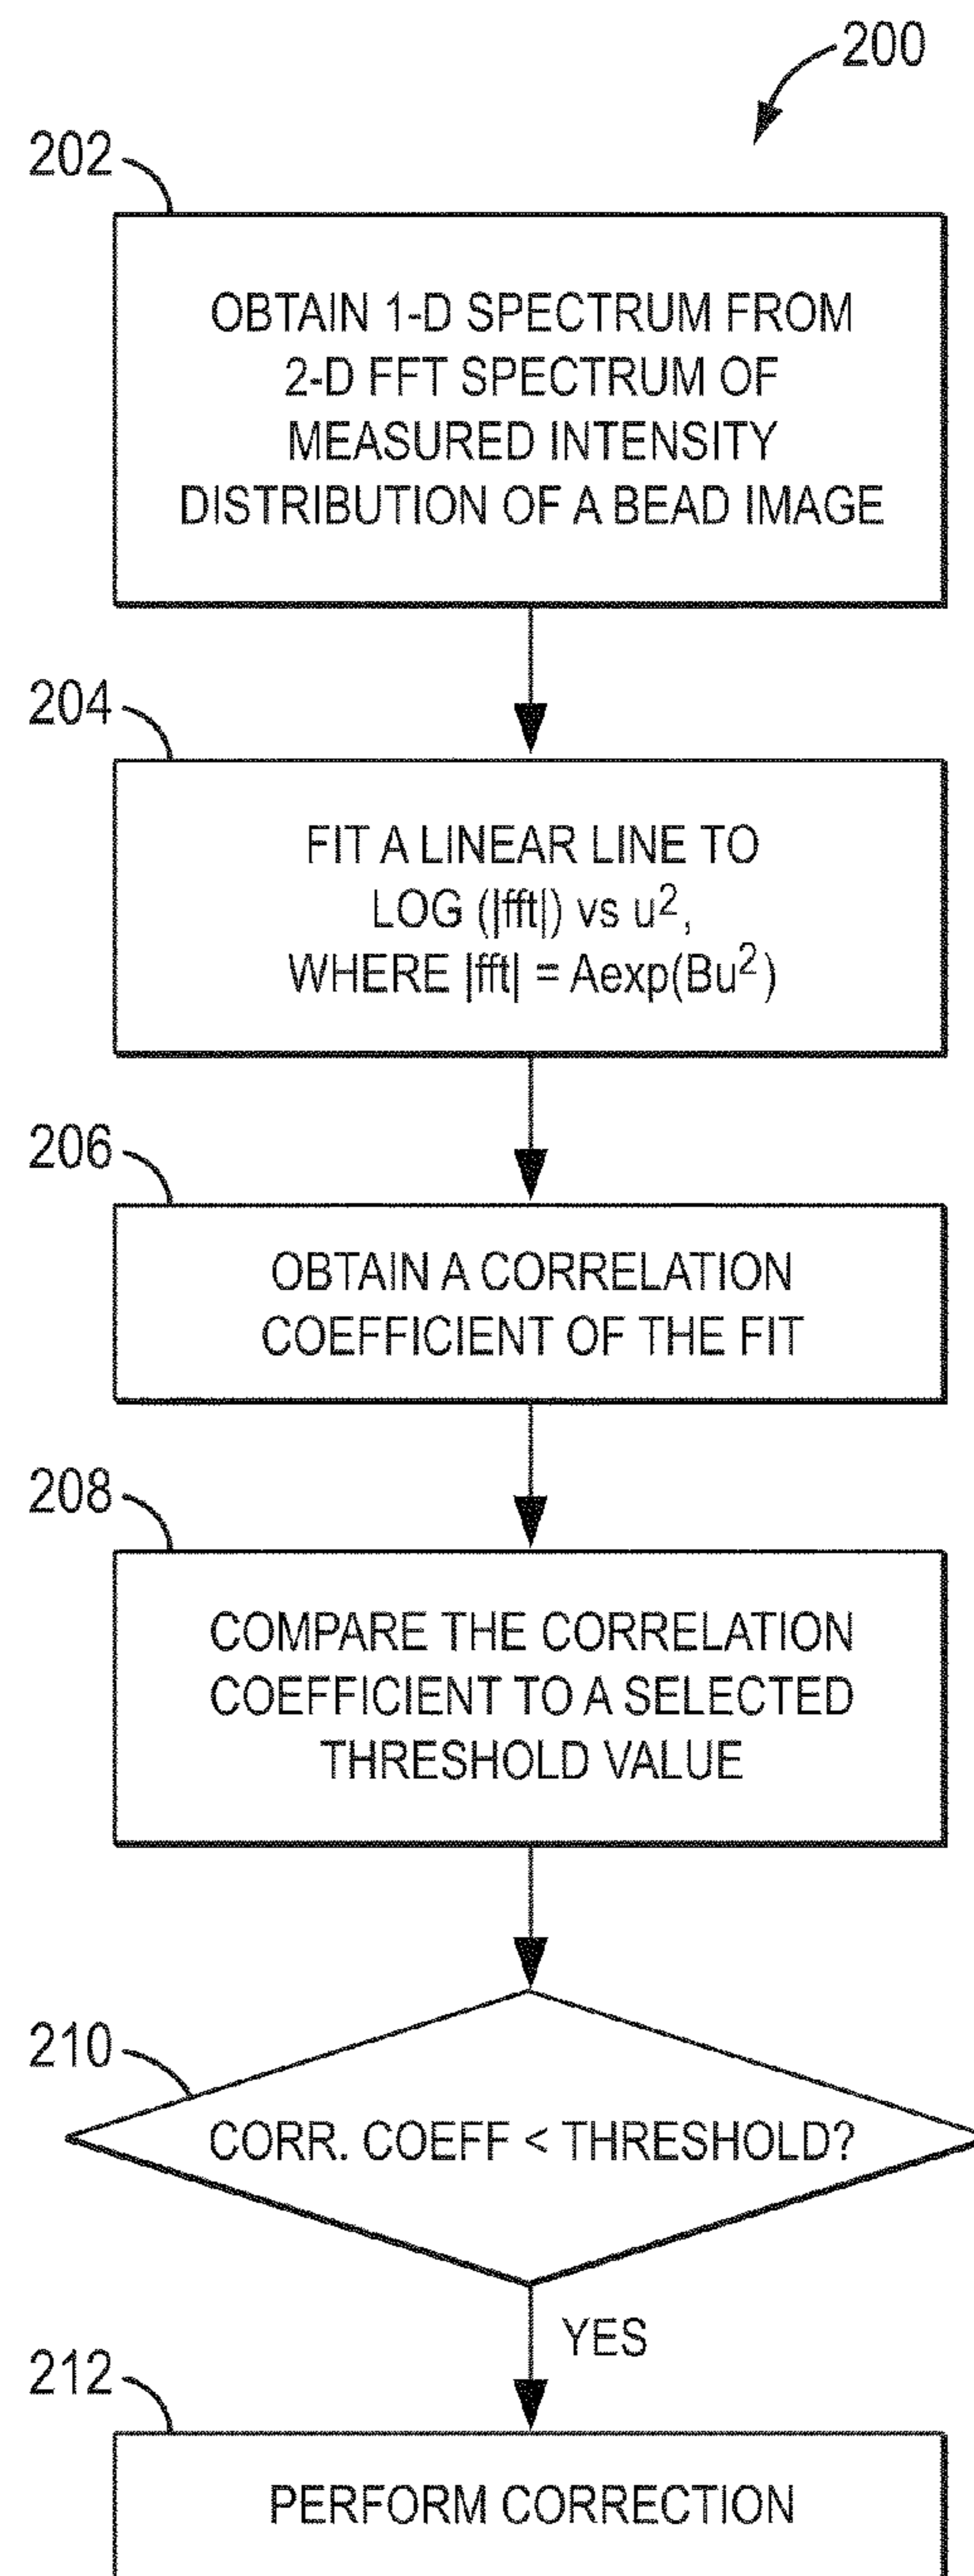 200
202
OBTAIN 1-D SPECTRUM FROM
2-D FFT SPECTRUM OF
MEASURED INTENSITY
DISTRIBUTION OF A BEAD IMAGE
204
FIT A LINEAR LINE TO
LOG (|fft|) vs u²,
WHERE |fft| = Aexp(Bu²)
206
OBTAIN A CORRELATION
COEFFICIENT OF THE FIT
208
COMPARE THE CORRELATION
COEFFICIENT TO A SELECTED
THRESHOLD VALUE
210
CORR. COEFF < THRESHOLD?
YES
212
PERFORM CORRECTION